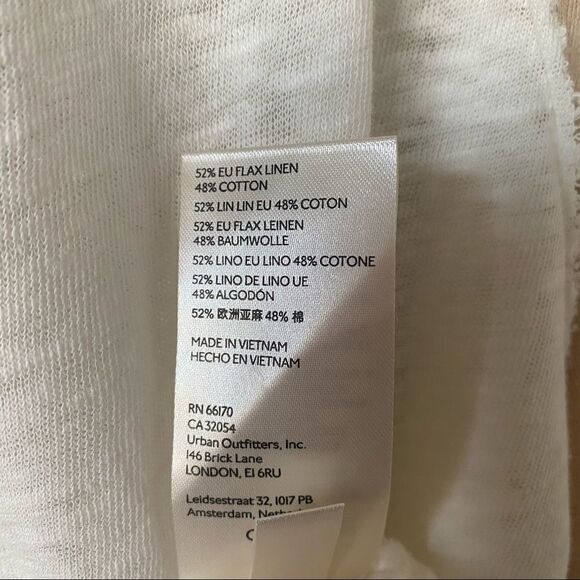 52% EU FLAX LINEN
48% COTTON
52% LIN LIN EU 48% COTON
52% EU FLAX LEINEN
48% BAUMWOLLE
52% LINO EU LINO 48% COTONE
52% LINO DE LINO UE
48% ALGODÓN
52% 欧洲亚麻 48% 棉
MADE IN VIETNAM
HECHO EN VIETNAM
RN 66170
CA 32054
Urban Outfitters, Inc.
146 Brick Lane
LONDON, E1 6RU
Leidsestraat 32, 1017 PB
Amsterdam,